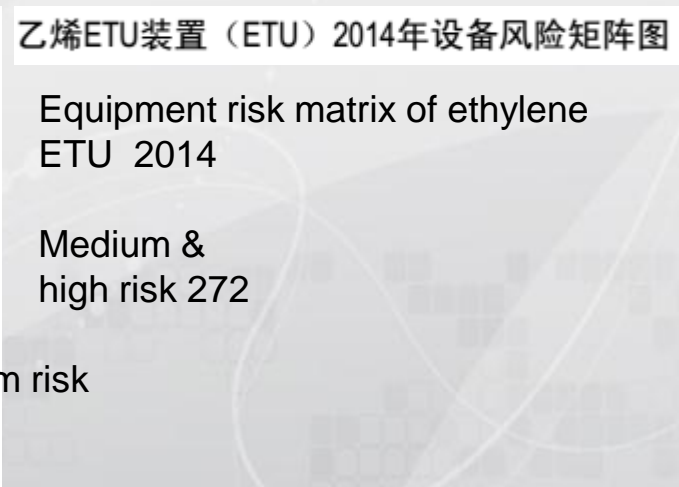 乙烯ETU装置（ETU）2014年设备风险矩阵图
Equipment risk matrix of ethylene
ETU 2014
Medium &
high risk 272
risk